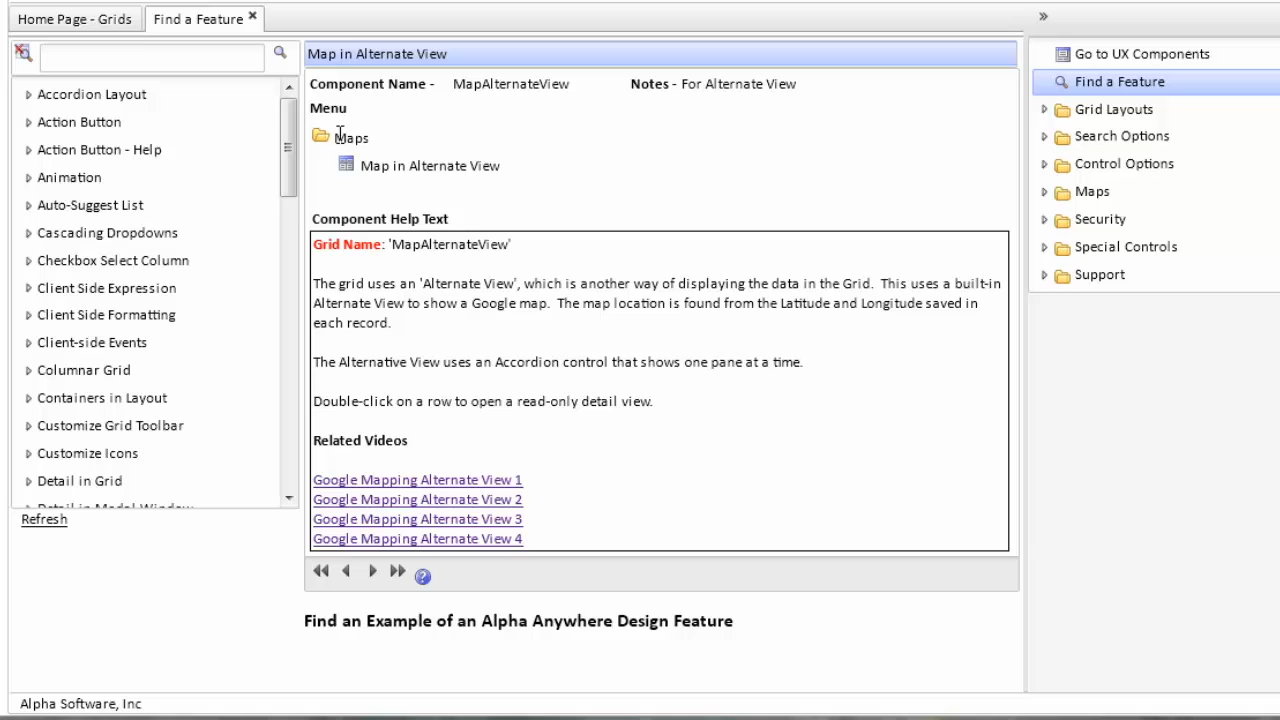 Home Page - Grids
Find a Feature
Accordion Layout
Action Button
Action Button - Help
Animation
Auto-Suggest List
Cascading Dropdowns
Checkbox Select Column
Client Side Expression
Client Side Formatting
Client-side Events
Columnar Grid
Containers in Layout
Customize Grid Toolbar
Customize Icons
Detail in Grid
Detail in Modal Window
Refresh
Map in Alternate View
Component Name - MapAlternateView Notes - For Alternate View
Menu
Maps
Map in Alternate View
Component Help Text
Grid Name: 'MapAlternateView'
The grid uses an 'Alternate View', which is another way of displaying the data in the Grid. This uses a built-in
Alternate View to show a Google map. The map location is found from the Latitude and Longitude saved in
each record.
The Alternative View uses an Accordion control that shows one pane at a time.
Double-click on a row to open a read-only detail view.
Related Videos
Google Mapping Alternate View 1
Google Mapping Alternate View 2
Google Mapping Alternate View 3
Google Mapping Alternate View 4
Find an Example of an Alpha Anywhere Design Feature
Go to UX Components
Find a Feature
Grid Layouts
Search Options
Control Options
Maps
Security
Special Controls
Support
Alpha Software, Inc